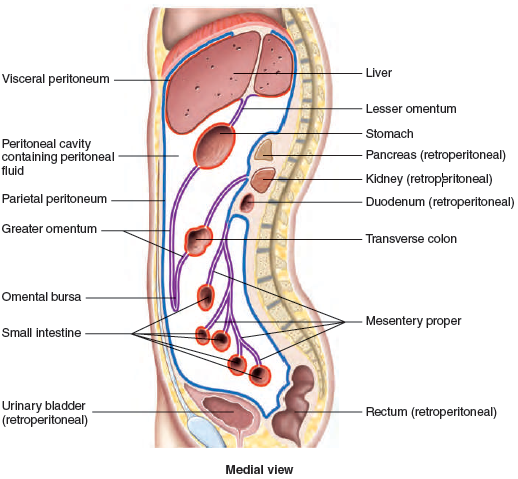 Visceral peritoneum
Peritoneal cavity
containing peritoneal
fluid
Parietal peritoneum
Greater omentum
Omental bursa
Small intestine
Urinary bladder
(retroperitoneal)
Liver
Lesser omentum
Stomach
Pancreas (retroperitoneal)
Kidney (retroperitoneal)
Duodenum (retroperitoneal)
Transverse colon
Mesentery proper
Rectum (retroperitoneal)
Medial view